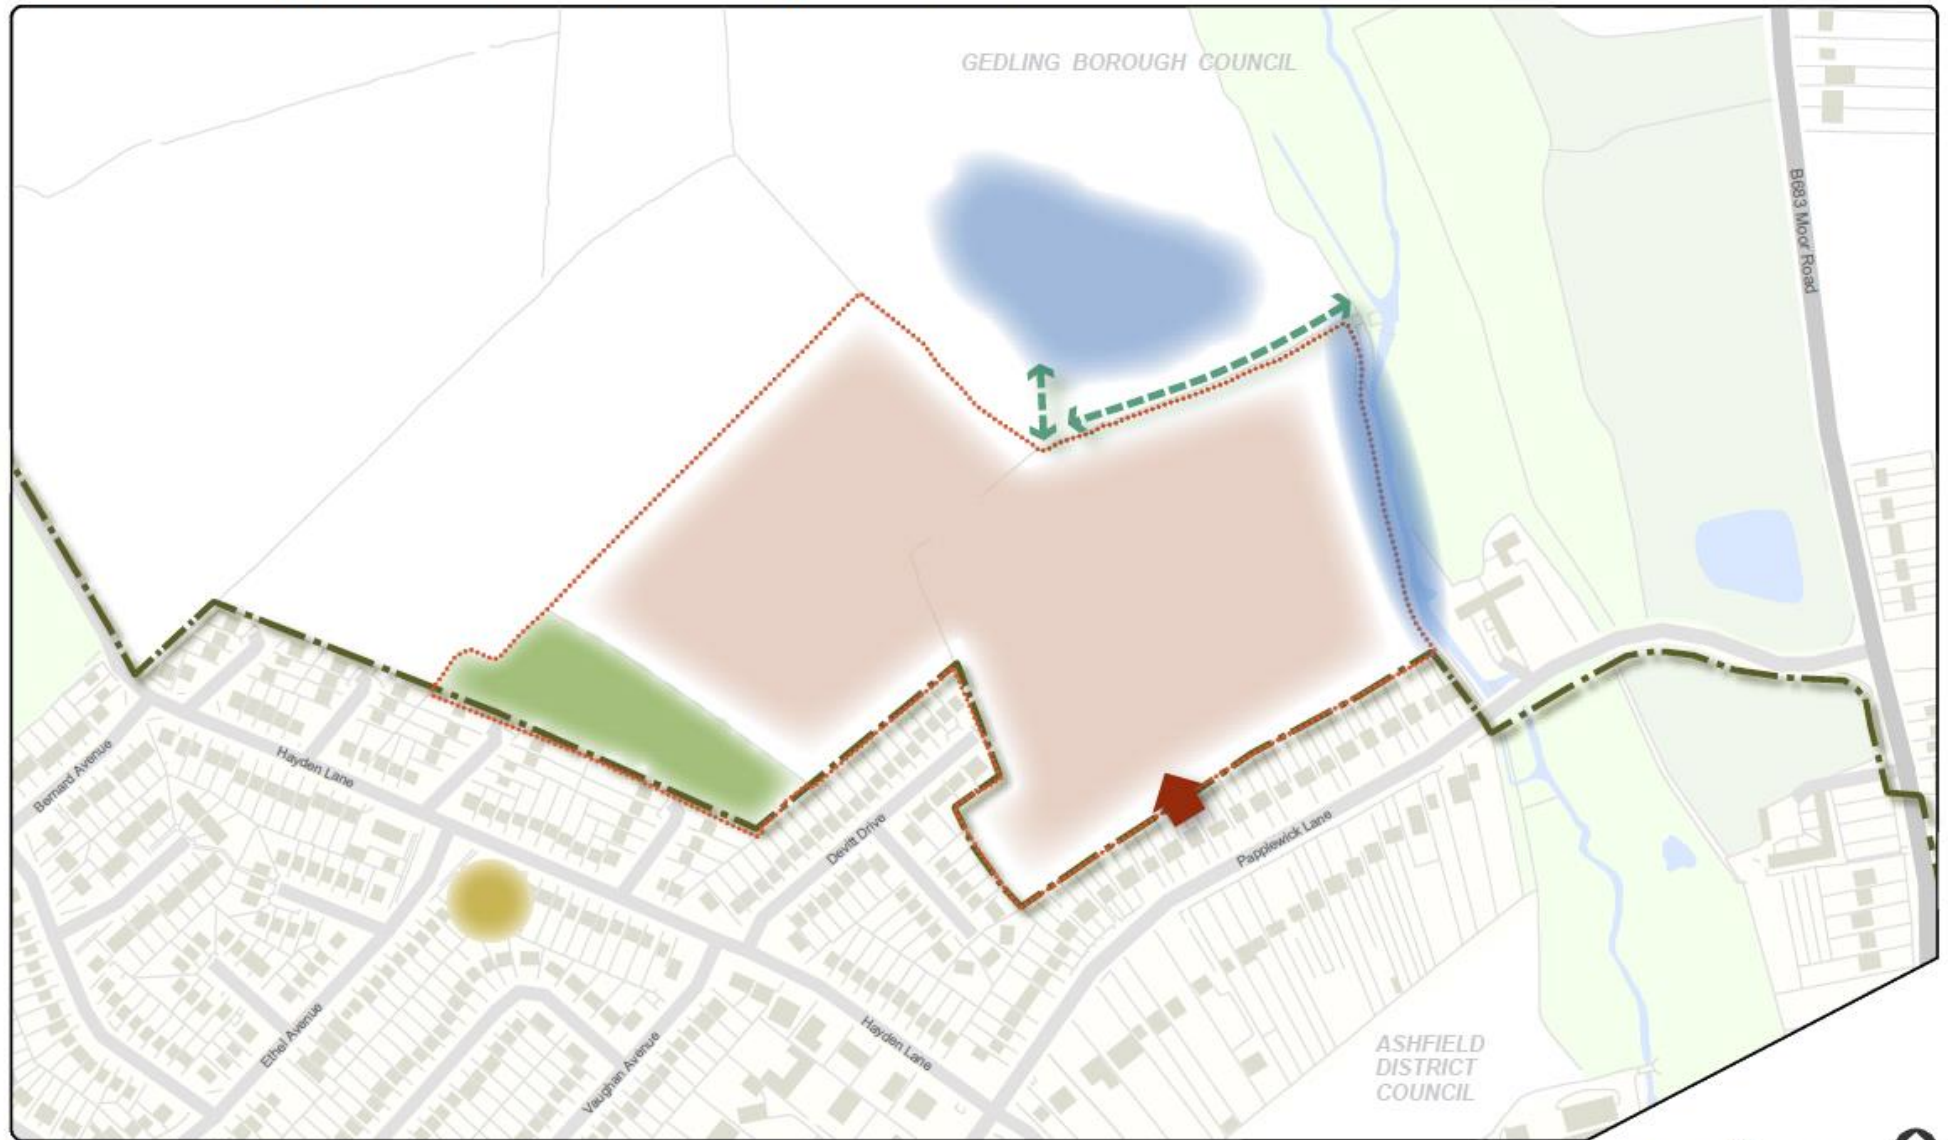 GEDLING BOROUGH COUNCIL
B683 Moor Road
Bernard Avenue
Hayden Lane
Devitt Drive
Papplewick Lane
Ethel Avenue
Vaughan Avenue
Hayden Lane
ASHFIELD
DISTRICT
COUNCIL